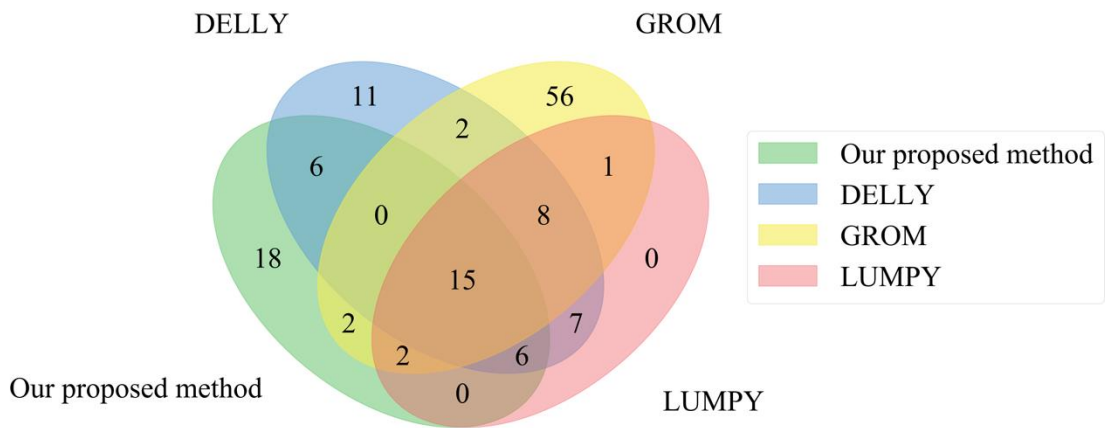 DELLY
GROM
11
56
2
6
1
0
8
18
0
15
2
7
2
6
0
Our proposed method
LUMPY
Our proposed method
DELLY
GROM
LUMPY